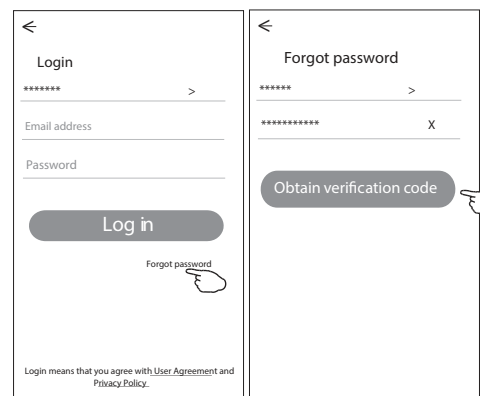 Login
******* >
Email address
Password
Log in
Forgot password
Login means that you agree with User Agreement and
Privacy Policy
Forgot password
****** >
*********** X
Obtain verification code